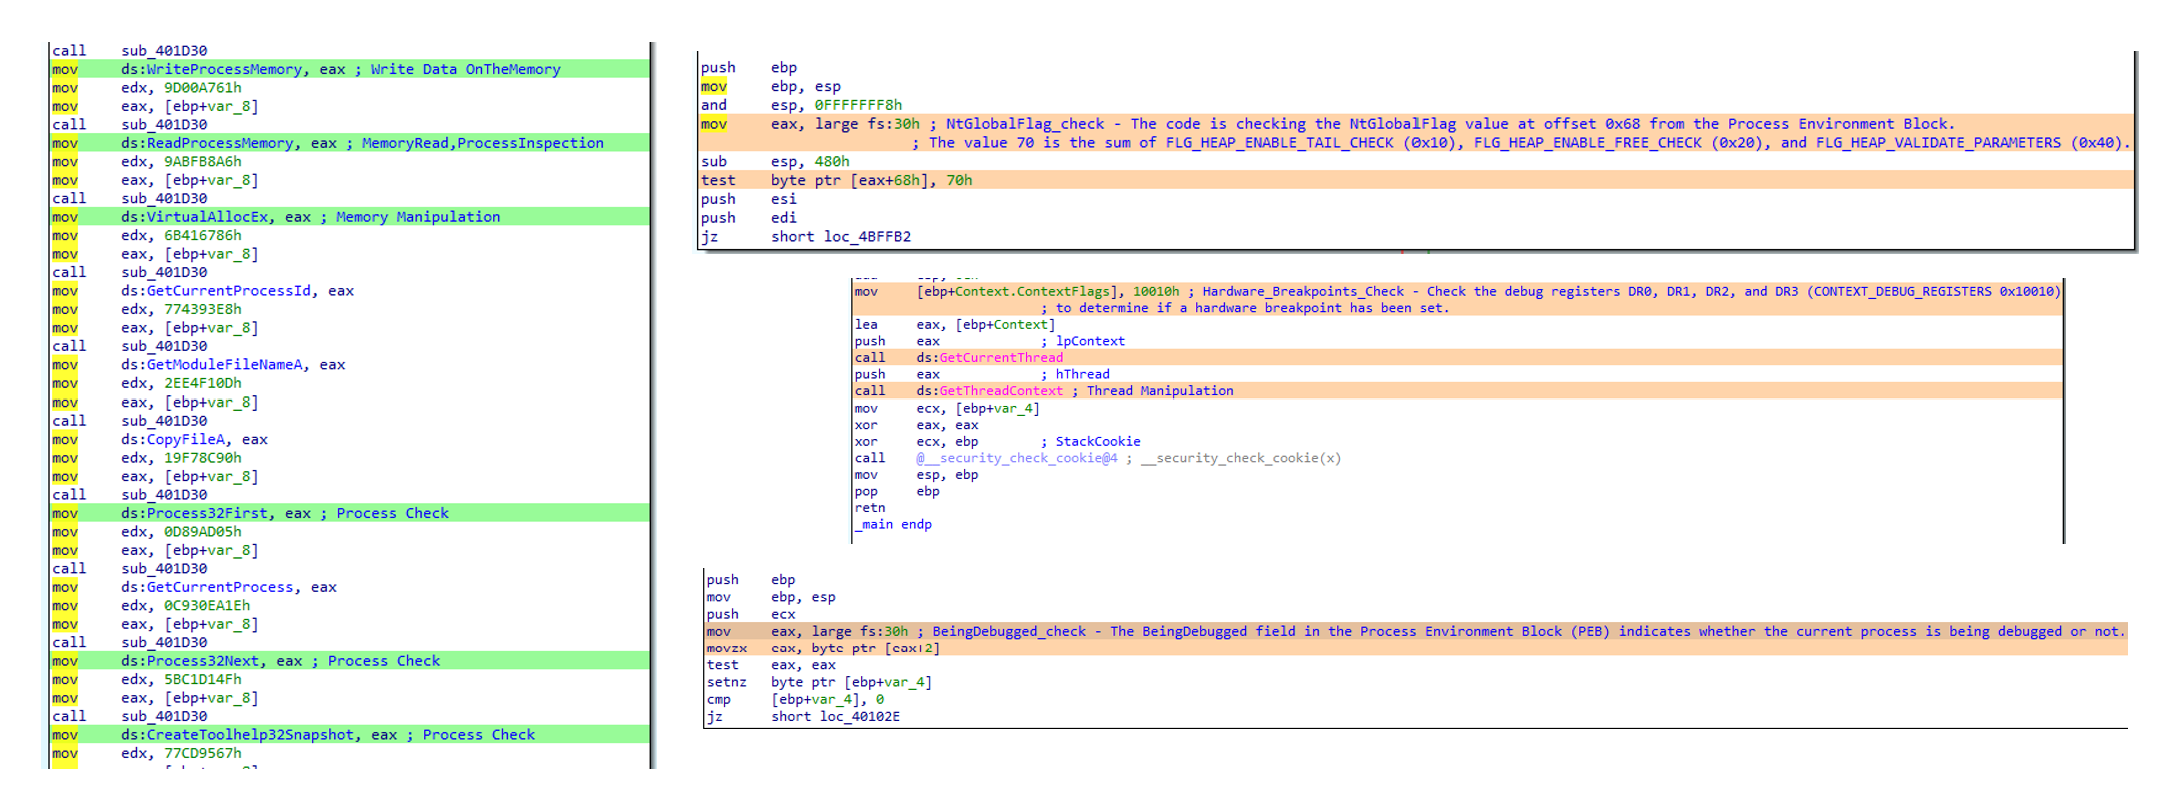 call sub_401D30
mov ds:WriteProcessMemory, eax ; Write Data OnTheMemory
mov edx, 9D00A761h
mov eax, [ebp+var_8]
call sub_401D30
mov ds:ReadProcessMemory, eax ; MemoryRead,ProcessInspection
mov edx, 9ABFB8A6h
mov eax, [ebp+var_8]
call sub_401D30
mov ds:VirtualAllocEx, eax ; Memory Manipulation
mov edx, 6B416786h
mov eax, [ebp+var_8]
call sub_401D30
mov ds:GetCurrentProcessId, eax
mov edx, 774393E8h
mov eax, [ebp+var_8]
call sub_401D30
mov ds:GetModuleFileNameA, eax
mov edx, 2EE4F10Dh
mov eax, [ebp+var_8]
call sub_401D30
mov ds:CopyFileA, eax
mov edx, 19F78C90h
mov eax, [ebp+var_8]
call sub_401D30
mov ds:Process32First, eax ; Process Check
mov edx, 0D89AD05h
mov eax, [ebp+var_8]
call sub_401D30
mov ds:GetCurrentProcess, eax
mov edx, 0C930EA1Eh
mov eax, [ebp+var_8]
call sub_401D30
mov ds:Process32Next, eax ; Process Check
mov edx, 5BC1D14Fh
mov eax, [ebp+var_8]
call sub_401D30
mov ds:CreateToolhelp32Snapshot, eax ; Process Check
mov edx, 77CD9567h
push ebp
mov ebp, esp
and esp, 0FFFFFFF8h
mov eax, large fs:30h ; NtGlobalFlag_check - The code is checking the NtGlobalFlag value at offset 0x68 from the Process Environment Block.
; The value 70 is the sum of FLG_HEAP_ENABLE_TAIL_CHECK (0x10), FLG_HEAP_ENABLE_FREE_CHECK (0x20), and FLG_HEAP_VALIDATE_PARAMETERS (0x40).
sub esp, 480h
test byte ptr [eax+68h], 70h
push esi
push edi
jz short loc_4BFFB2
mov [ebp+Context.ContextFlags], 10010h ; Hardware_Breakpoints_Check - Check the debug registers DR0, DR1, DR2, and DR3 (CONTEXT_DEBUG_REGISTERS 0x10010)
; to determine if a hardware breakpoint has been set.
lea eax, [ebp+Context]
push eax ; lpContext
call ds:GetCurrentThread
push eax ; hThread
call ds:GetThreadContext ; Thread Manipulation
mov ecx, [ebp+var_4]
xor eax, eax
xor ecx, ebp ; StackCookie
call @__security_check_cookie@4 ; __security_check_cookie(x)
mov esp, ebp
pop ebp
retn
_main endp
push ebp
mov ebp, esp
push ecx
mov eax, large fs:30h ; BeingDebugged_check - The BeingDebugged field in the Process Environment Block (PEB) indicates whether the current process is being debugged or not.
movzx eax, byte ptr [eax+2]
test eax, eax
setnz byte ptr [ebp+var_4]
cmp [ebp+var_4], 0
jz short loc_40102E